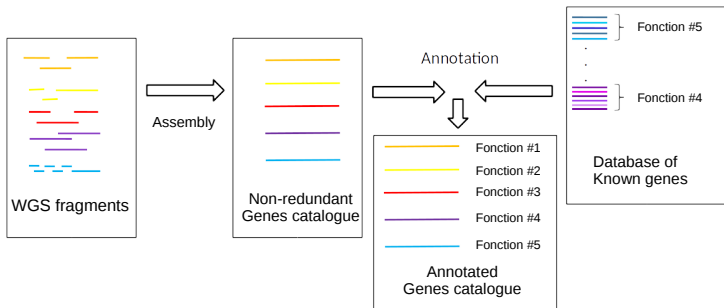 WGS fragments
Assembly
Non-redundant
Genes catalogue
Annotation
Fonction #5
Fonction #4
Database of
Known genes
Fonction #1
Fonction #2
Fonction #3
Fonction #4
Fonction #5
Annotated
Genes catalogue